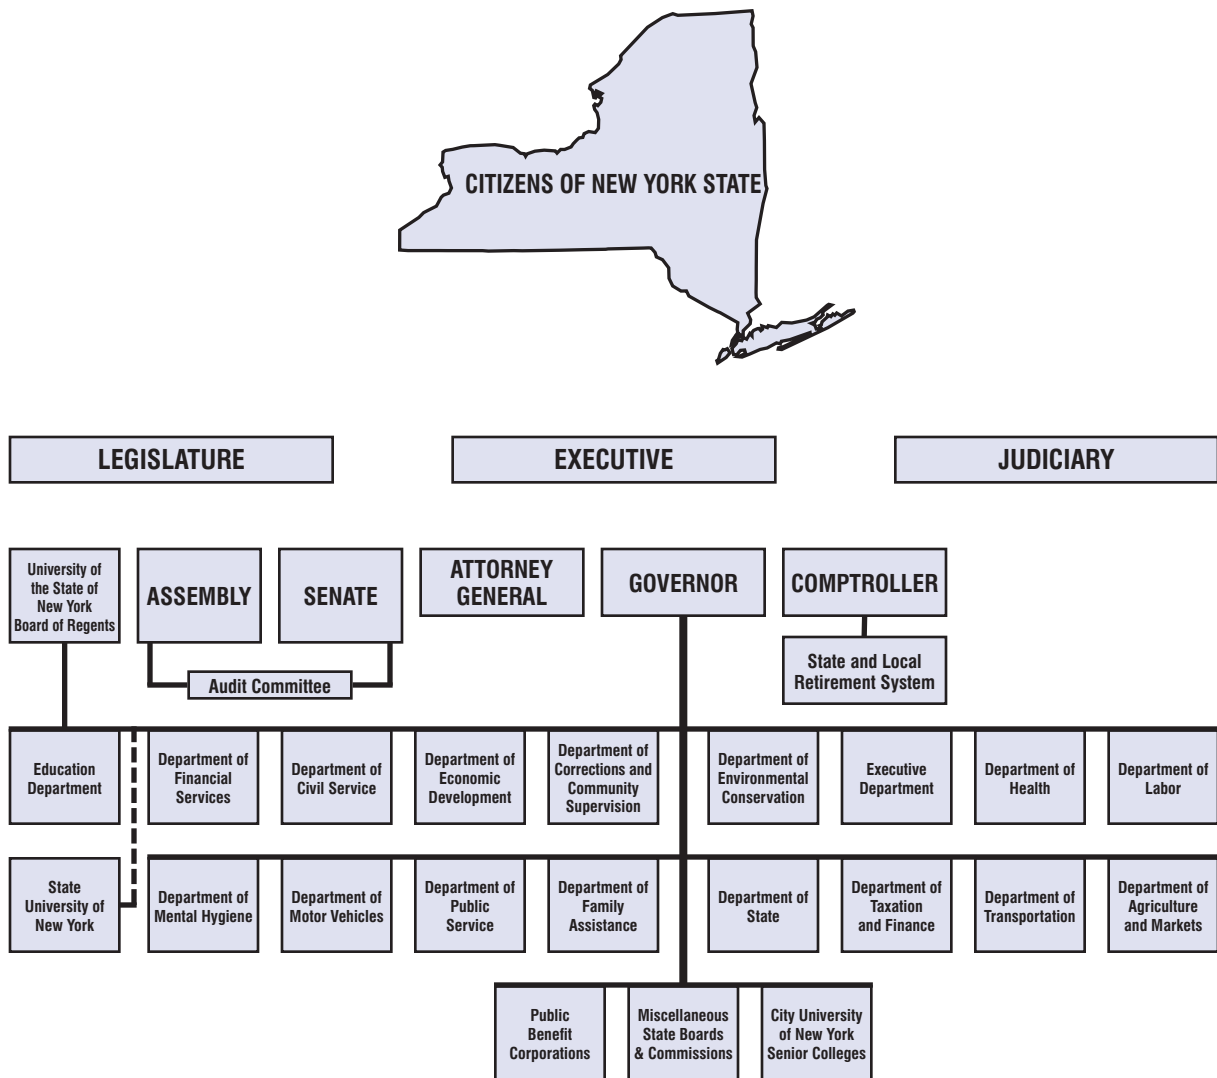 CITIZENS OF NEW YORK STATE
LEGISLATURE
EXECUTIVE
JUDICIARY
University of
the State of
New York
Board of Regents
ASSEMBLY
SENATE
ATTORNEY
GENERAL
GOVERNOR
COMPTROLLER
Audit Committee
State and Local
Retirement System
Education
Department
Department of
Financial
Services
Department of
Civil Service
Department of
Economic
Development
Department of
Corrections and
Community
Supervision
Department of
Environmental
Conservation
Executive
Department
Department of
Health
Department of
Labor
State
University of
New York
Department of
Mental Hygiene
Department of
Motor Vehicles
Department of
Public
Service
Department of
Family
Assistance
Department of
State
Department of
Taxation
and Finance
Department of
Transportation
Department of
Agriculture
and Markets
Public
Benefit
Corporations
Miscellaneous
State Boards
& Commissions
City University
of New York
Senior Colleges